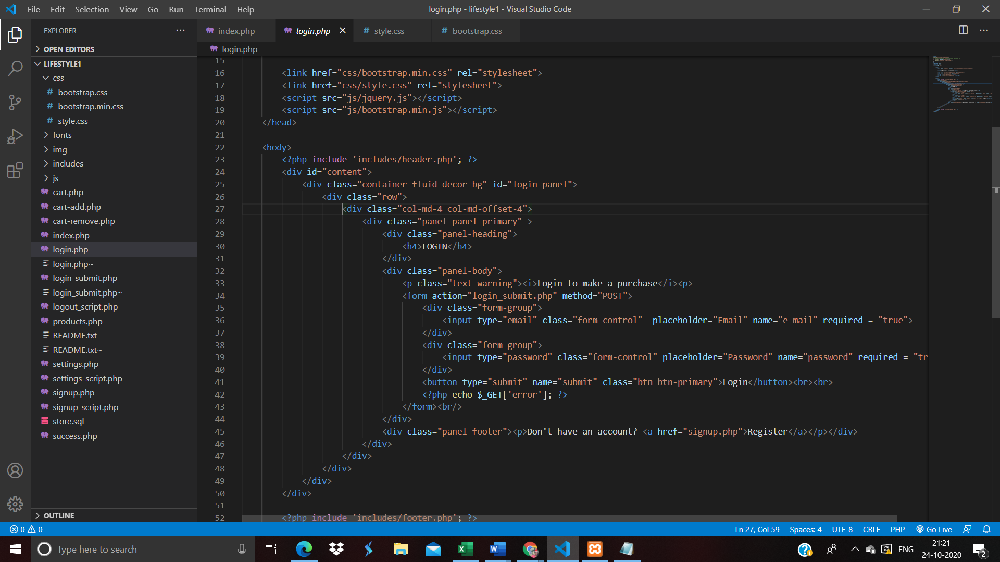 File Edit Selection View Go Run Terminal Help
login.php - lifestyle1 - Visual Studio Code
EXPLORER
OPEN EDITORS
LIFESTYLE1
css
# bootstrap.css
# bootstrap.min.css
# style.css
fonts
img
includes
js
cart.php
cart-add.php
cart-remove.php
index.php
login.php
login.php~
login_submit.php
login_submit.php~
logout_script.php
products.php
README.txt
README.txt~
settings.php
settings_script.php
signup.php
signup_script.php
store.sql
success.php
OUTLINE
index.php login.php # style.css # bootstrap.css
login.php
15
16 <link href="css/bootstrap.min.css" rel="stylesheet">
17 <link href="css/style.css" rel="stylesheet">
18 <script src="js/jquery.js"></script>
19 <script src="js/bootstrap.min.js"></script>
20 </head>
21
22 <body>
23 <?php include 'includes/header.php'; ?>
24 <div id="content">
25 <div class="container-fluid decor_bg" id="login-panel">
26 <div class="row">
27 <div class="col-md-4 col-md-offset-4">
28 <div class="panel panel-primary" >
29 <div class="panel-heading">
30 <h4>LOGIN</h4>
31 </div>
32 <div class="panel-body">
33 <p class="text-warning"><i>Login to make a purchase</i><p>
34 <form action="login_submit.php" method="POST">
35 <div class="form-group">
36 <input type="email" class="form-control"  placeholder="Email" name="e-mail" required = "true">
37 </div>
38 <div class="form-group">
39 <input type="password" class="form-control" placeholder="Password" name="password" required = "tr
40 </div>
41 <button type="submit" name="submit" class="btn btn-primary">Login</button><br><br>
42 <?php echo $_GET['error']; ?>
43 </form><br/>
44 </div>
45 <div class="panel-footer"><p>Don't have an account? <a href="signup.php">Register</a></p></div>
46 </div>
47 </div>
48 </div>
49 </div>
50 </div>
51
52 <?php include 'includes/footer.php'; ?>
0 0
Ln 27, Col 59 Spaces: 4 UTF-8 CRLF PHP Go Live
Type here to search
ENG
21:21
24-10-2020
2